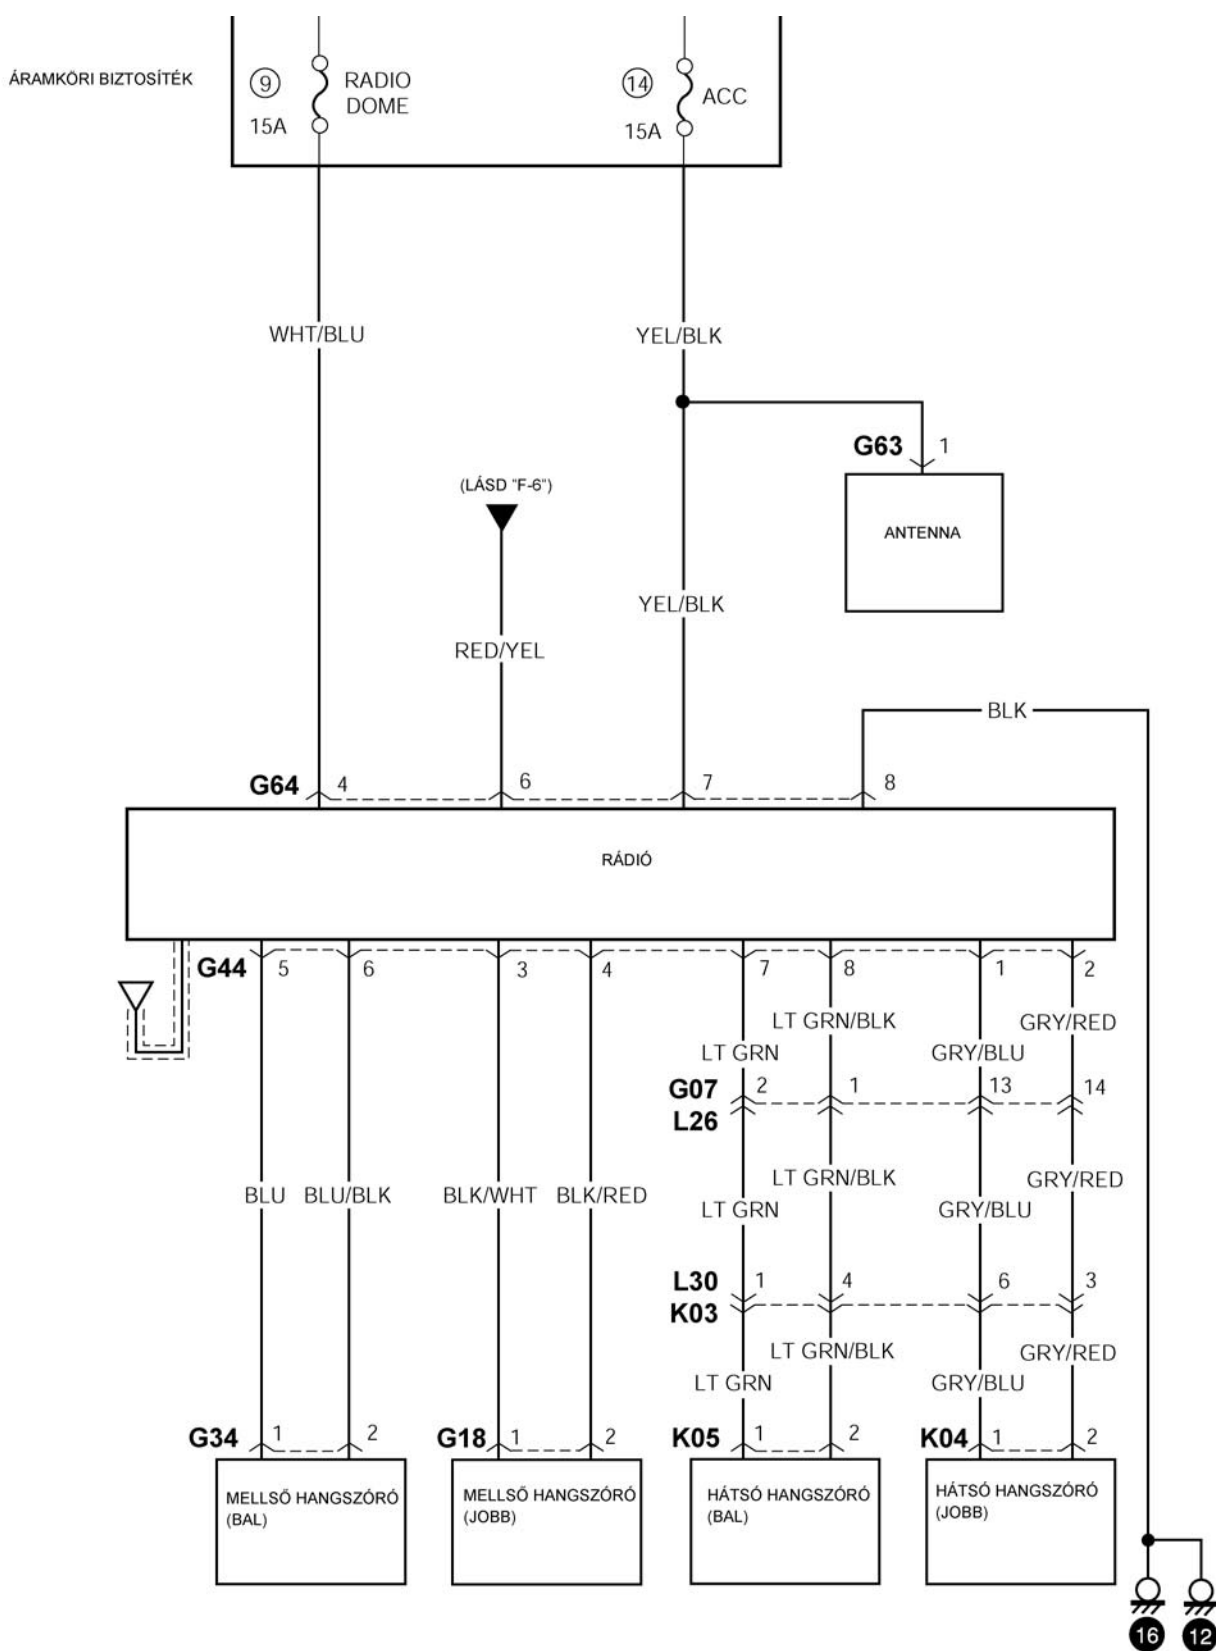 ÁRAMKÖRI BIZTOSÍTÉK
9
RADIO
DOME
15A
14
ACC
15A
WHT/BLU
YEL/BLK
G63 1
(LÁSD "F-6")
ANTENNA
YEL/BLK
RED/YEL
BLK
G64 4 6 7 8
RÁDIÓ
G44 5 6 3 4 7 8 1 2
LT GRN/BLK GRY/RED
LT GRN GRY/BLU
G07 2 1 13 14
L26
LT GRN/BLK GRY/RED
BLU BLU/BLK BLK/WHT BLK/RED
LT GRN GRY/BLU
L30 1 4 6 3
K03
LT GRN/BLK GRY/RED
LT GRN GRY/BLU
G34 1 2 G18 1 2 K05 1 2 K04 1 2
MELLSŐ HANGSZÓRÓ
(BAL)
MELLSŐ HANGSZÓRÓ
(JOBB)
HÁTSÓ HANGSZÓRÓ
(BAL)
HÁTSÓ HANGSZÓRÓ
(JOBB)
16 12